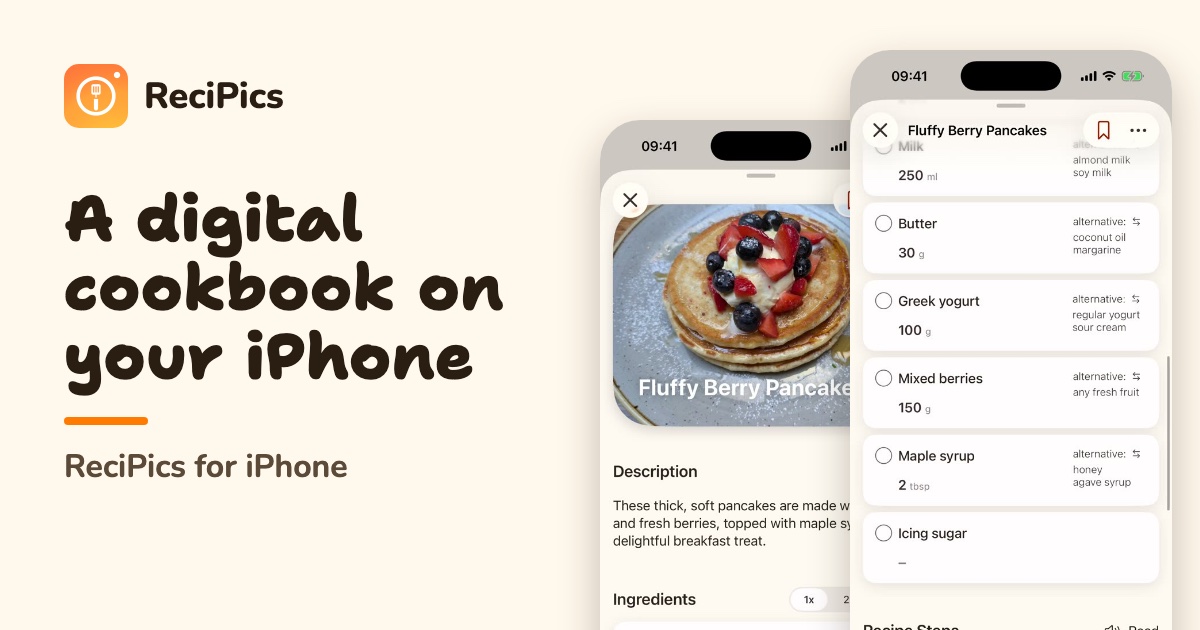 ReciPics
A digital
cookbook on
your iPhone
ReciPics for iPhone
09:41
Fluffy Berry Pancake
Description
These thick, soft pancakes are made w
and fresh berries, topped with maple sy
delightful breakfast treat.
Ingredients
1x
2
09:41
Fluffy Berry Pancakes
Milk
250 ml
almond milk
soy milk
Butter
30 g
alternative:
coconut oil
margarine
Greek yogurt
100 g
alternative:
regular yogurt
sour cream
Mixed berries
150 g
alternative:
any fresh fruit
Maple syrup
2 tbsp
alternative:
honey
agave syrup
Icing sugar
–
Recipe Steps
Read